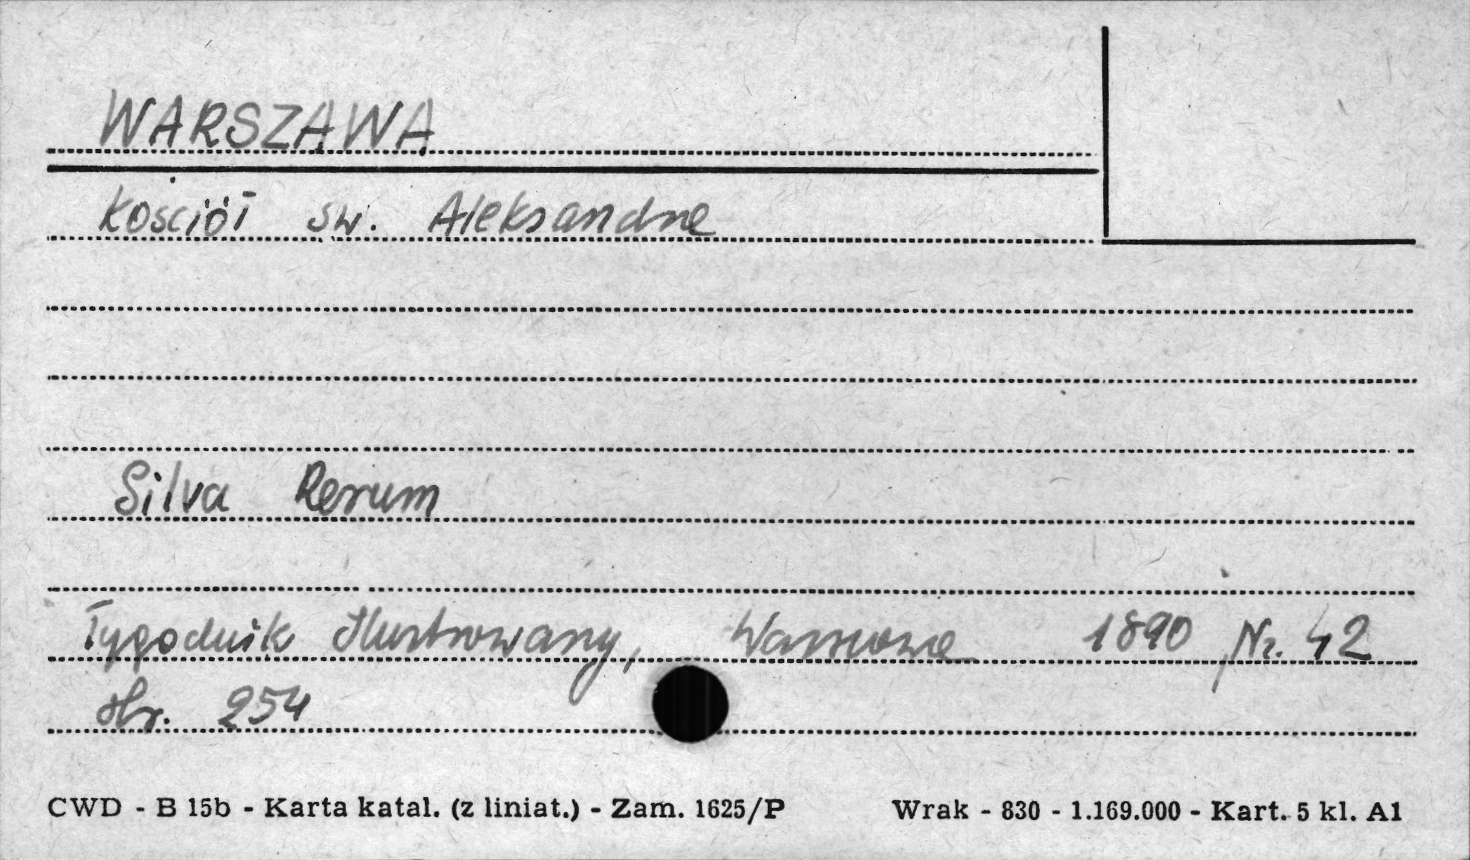 WARSZAWA
Kościół św. Aleksandra
Silva Rerum
Tygodnik Ilustrowany, Warszawa 1890 Nr. 42
str. 254
CWD - B 15b - Karta katal. (z liniat.) - Zam. 1625/P Wrak - 830 - 1.169.000 - Kart. 5 kl. A1